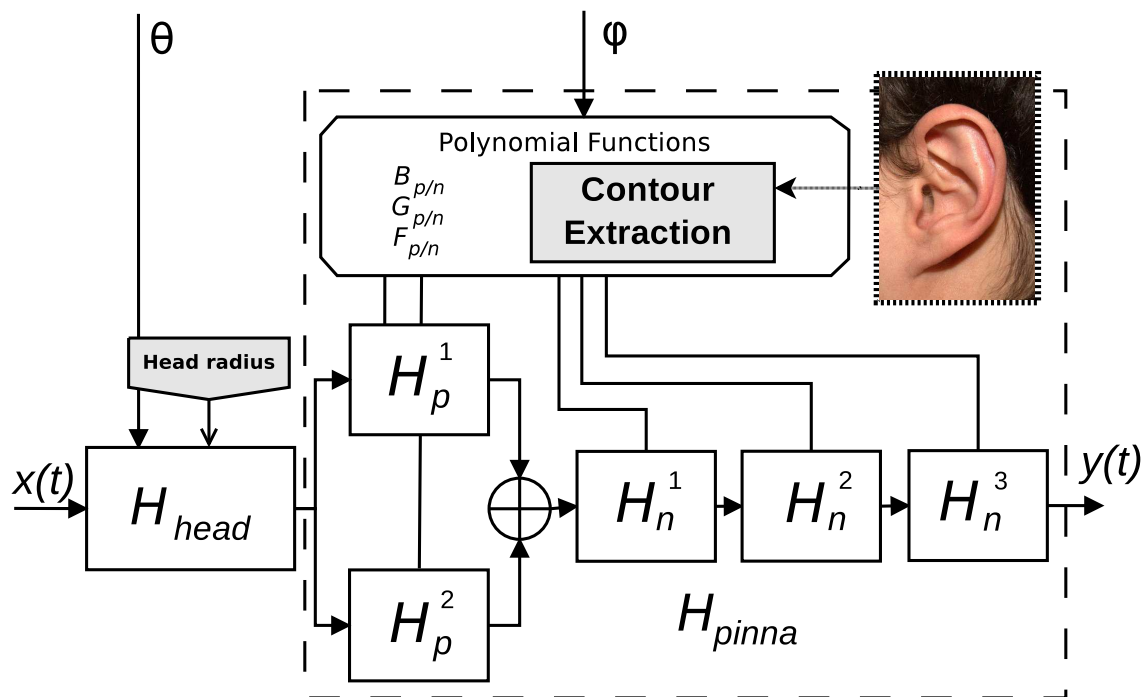 θ
φ
Polynomial Functions
B p/n
G p/n
F p/n
Contour
Extraction
Head radius
x(t)
H head
H p 1
H p 2
H n 1
H n 2
H n 3
y(t)
H pinna